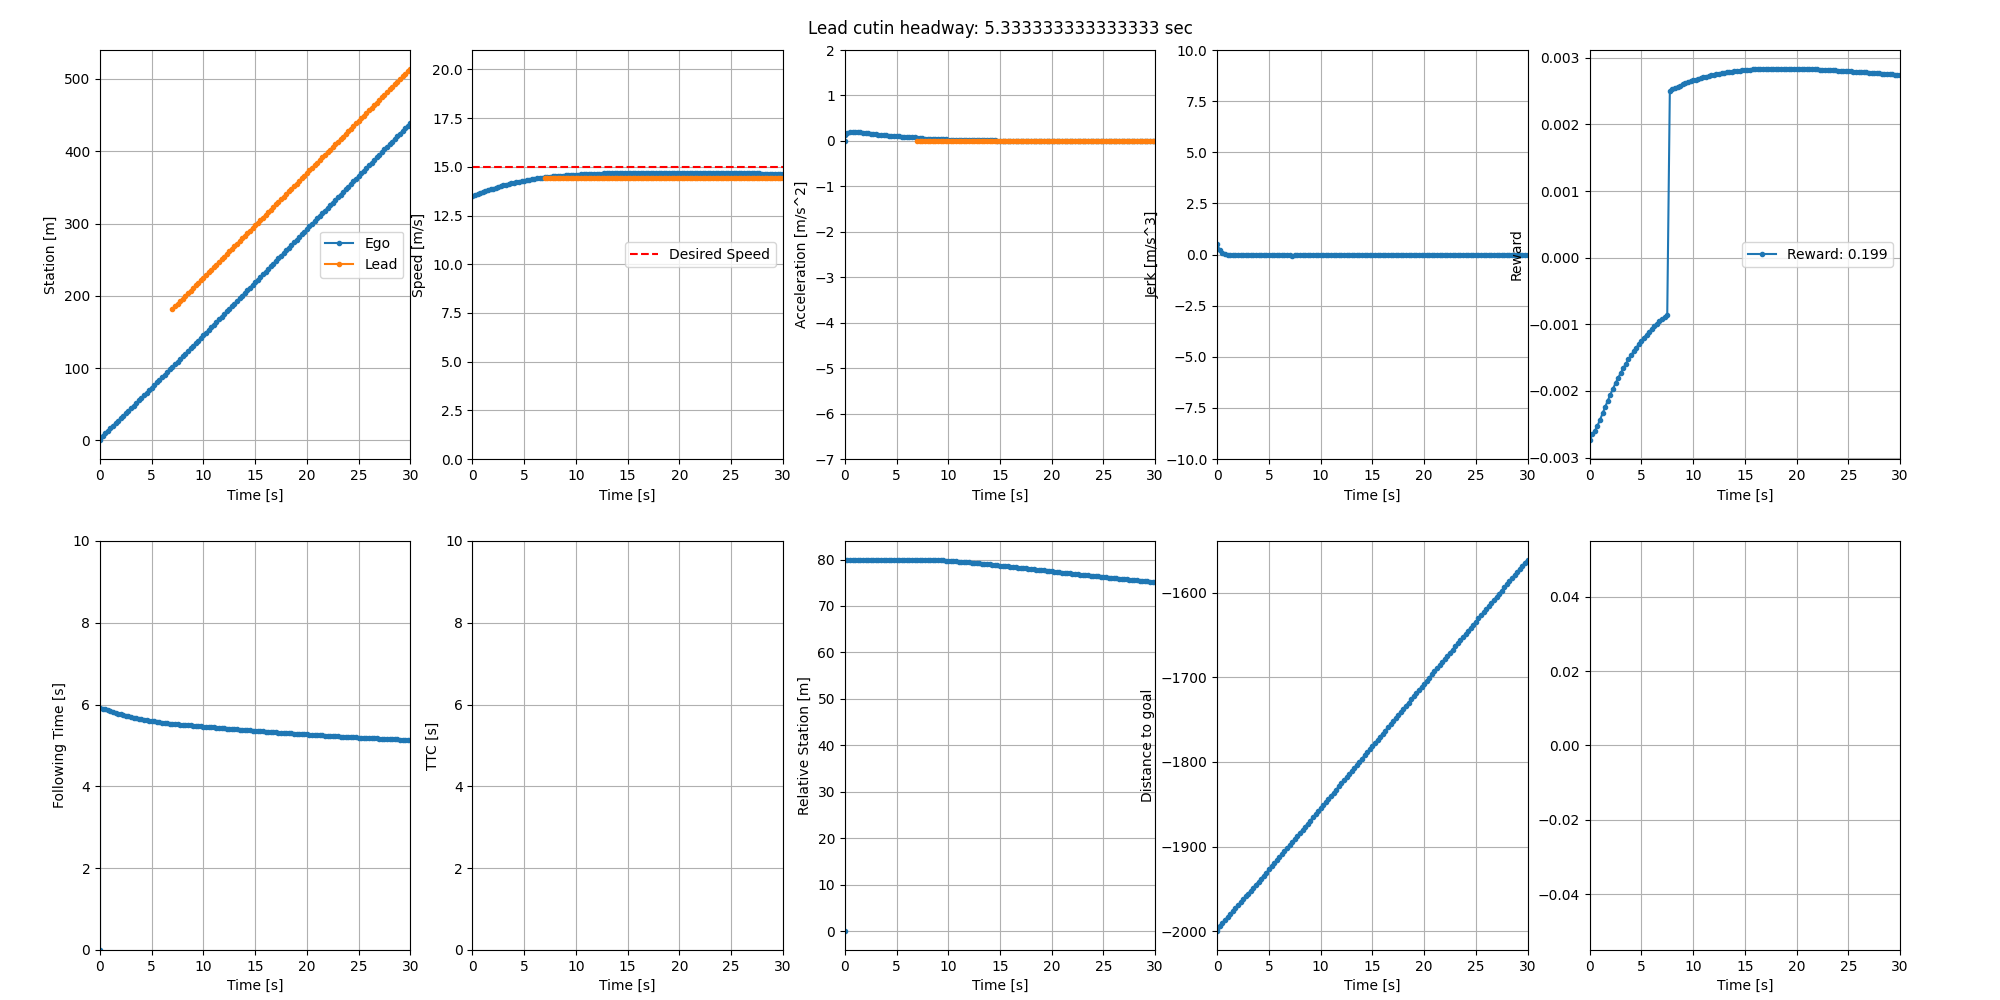 Lead cutin headway: 5.333333333333333 sec
Station [m]
500
400
300
200
100
0
Ego
Lead
0 5 10 15 20 25 30
Time [s]
Speed [m/s]
20.0
17.5
15.0
12.5
10.0
7.5
5.0
2.5
0.0
Desired Speed
0 5 10 15 20 25 30
Time [s]
Acceleration [m/s^2]
2
1
0
−1
−2
−3
−4
−5
−6
−7
0 5 10 15 20 25 30
Time [s]
Jerk [m/s^3]
10.0
7.5
5.0
2.5
0.0
−2.5
−5.0
−7.5
−10.0
0 5 10 15 20 25 30
Time [s]
Reward
0.003
0.002
0.001
0.000
−0.001
−0.002
−0.003
Reward: 0.199
0 5 10 15 20 25 30
Time [s]
Following Time [s]
10
8
6
4
2
0
0 5 10 15 20 25 30
Time [s]
TTC [s]
10
8
6
4
2
0
0 5 10 15 20 25 30
Time [s]
Relative Station [m]
80
70
60
50
40
30
20
10
0
0 5 10 15 20 25 30
Time [s]
Distance to goal
−1600
−1700
−1800
−1900
−2000
0 5 10 15 20 25 30
Time [s]
0.04
0.02
0.00
−0.02
−0.04
0 5 10 15 20 25 30
Time [s]